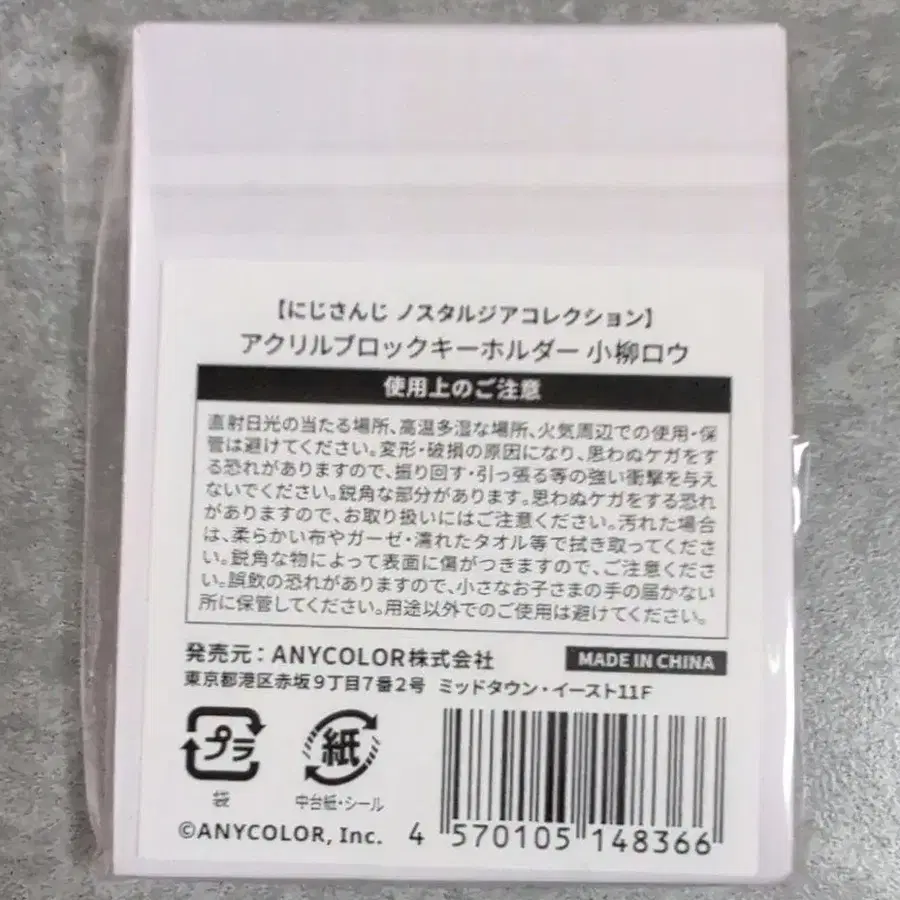 【にじさんじ ノスタルジアコレクション】
アクリルブロックキーホルダー 小柳ロウ
使用上のご注意
直射日光の当たる場所、高温多湿な場所、火気周辺での使用・保
管は避けてください。変形・破損の原因になり、思わぬケガをす
る恐れがありますので、振り回す・引っ張る等の強い衝撃を与え
ないでください。鋭角な部分があります。思わぬケガをする恐れ
がありますので、お取り扱いにはご注意ください。汚れた場合
は、柔らかい布やガーゼ・濡れたタオル等で拭き取ってくださ
い。鋭角な物によって表面に傷がつきますので、ご注意くださ
い。誤飲の恐れがありますので、小さなお子さまの手の届かない
所に保管してください。用途以外でのご使用は避けてください。
発売元：ANYCOLOR株式会社
MADE IN CHINA
東京都港区赤坂9丁目7番2号 ミッドタウン・イースト11F
プラ
袋
紙
中台紙・シール
©ANYCOLOR, Inc.
4 570105 148366